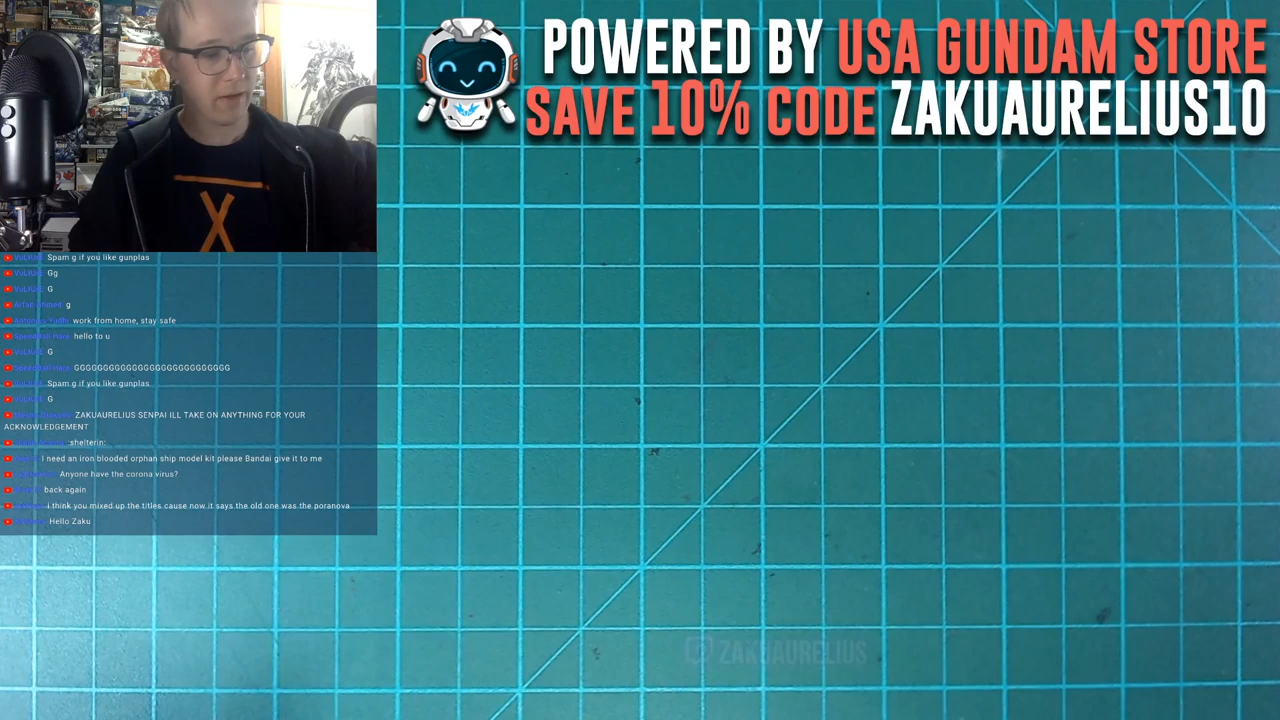 POWERED BY USA GUNDAM STORE
SAVE 10% CODE ZAKUAURELIUS10
Spam g if you like gunplas
Gg
G
g
work from home, stay safe
hello to u
G
GGGGGGGGGGGGGGGGGGGGGGGGGGG
Spam g if you like gunplas
G
ZAKUAURELIUS SENPAI ILL TAKE ON ANYTHING FOR YOUR
ACKNOWLEDGEMENT
:shelterin:
I need an iron blooded orphan ship model kit please Bandai give it to me
Anyone have the corona virus?
back again
i think you mixed up the titles cause now it says the old one was the poranova
Hello Zaku
ZAKUAURELIUS